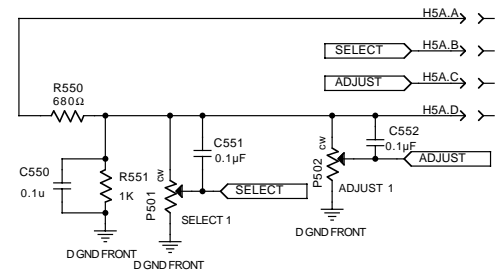 H5A.A
SELECT
H5A.B
ADJUST
H5A.C
R550
680Ω
H5A.D
C551
0.1µF
C552
0.1µF
C550
0.1u
R551
1K
P501
cw
SELECT
SELECT 1
P502
cw
ADJUST
ADJUST 1
D GND FRONT
D GND FRONT
D GND FRONT